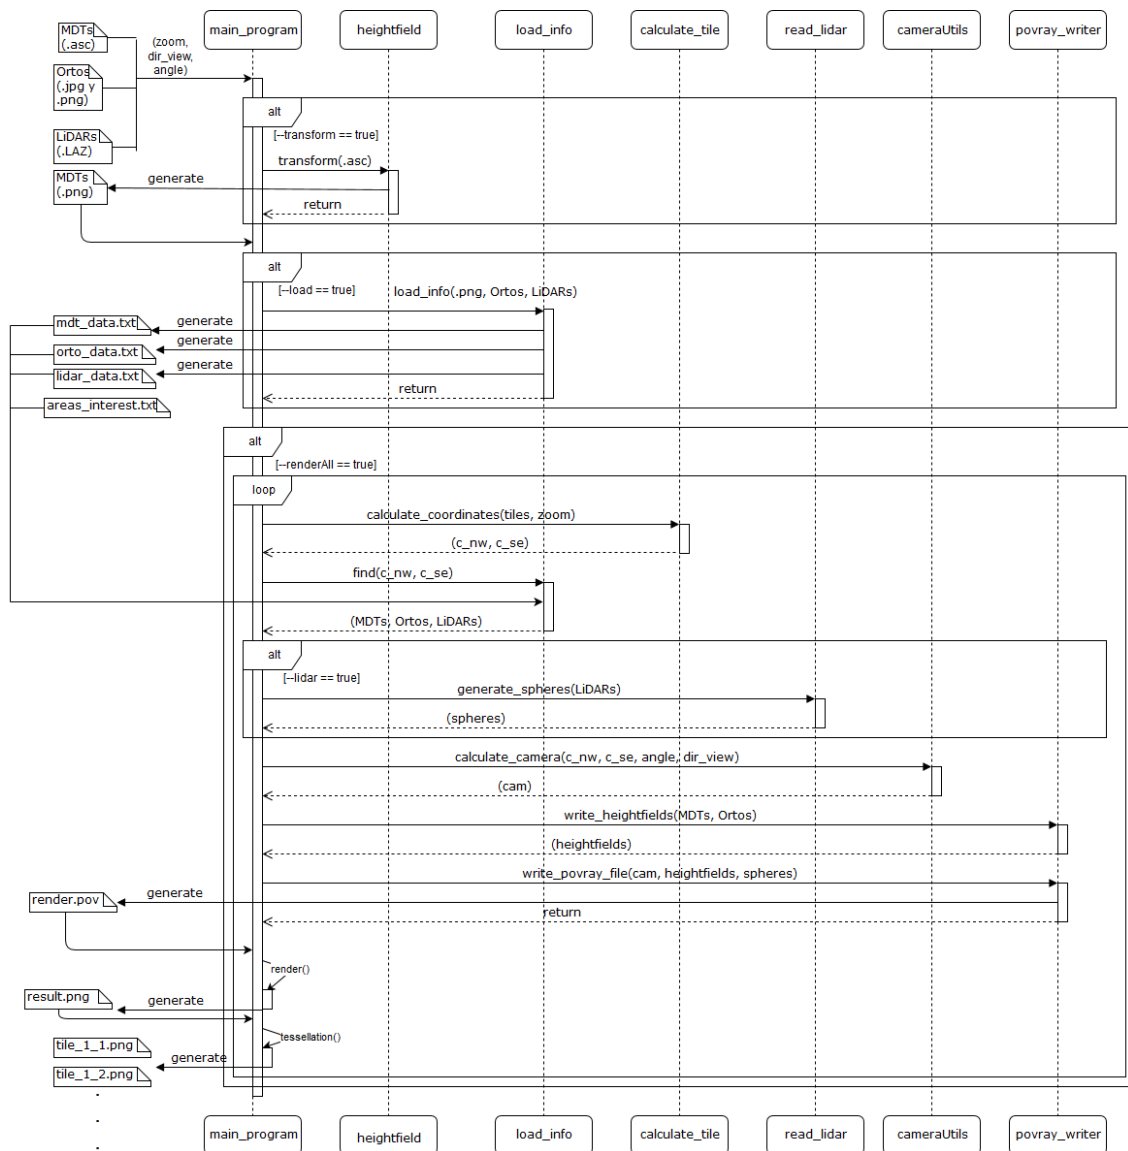 MDTs
(.asc)
(zoom,
dir_view,
angle)
main_program
heightfield
load_info
calculate_tile
read_lidar
cameraUtils
povray_writer
Ortos
(.jpg y
.png)
LiDARs
(.LAZ)
alt
[--transform == true]
transform(.asc)
MDTs
(.png)
generate
return
alt
[--load == true]
load_info(.png, Ortos, LiDARs)
mdt_data.txt
generate
orto_data.txt
generate
lidar_data.txt
generate
return
areas_interest.txt
alt
[--renderAll == true]
loop
calculate_coordinates(tiles, zoom)
(c_nw, c_se)
find(c_nw, c_se)
(MDTs, Ortos, LiDARs)
alt
[--lidar == true]
generate_spheres(LiDARs)
(spheres)
calculate_camera(c_nw, c_se, angle, dir_view)
(cam)
write_heightfields(MDTs, Ortos)
(heightfields)
write_povray_file(cam, heightfields, spheres)
render.pov
generate
return
render()
result.png
generate
tessellation()
tile_1_1.png
generate
tile_1_2.png
.
.
.
main_program
heightfield
load_info
calculate_tile
read_lidar
cameraUtils
povray_writer